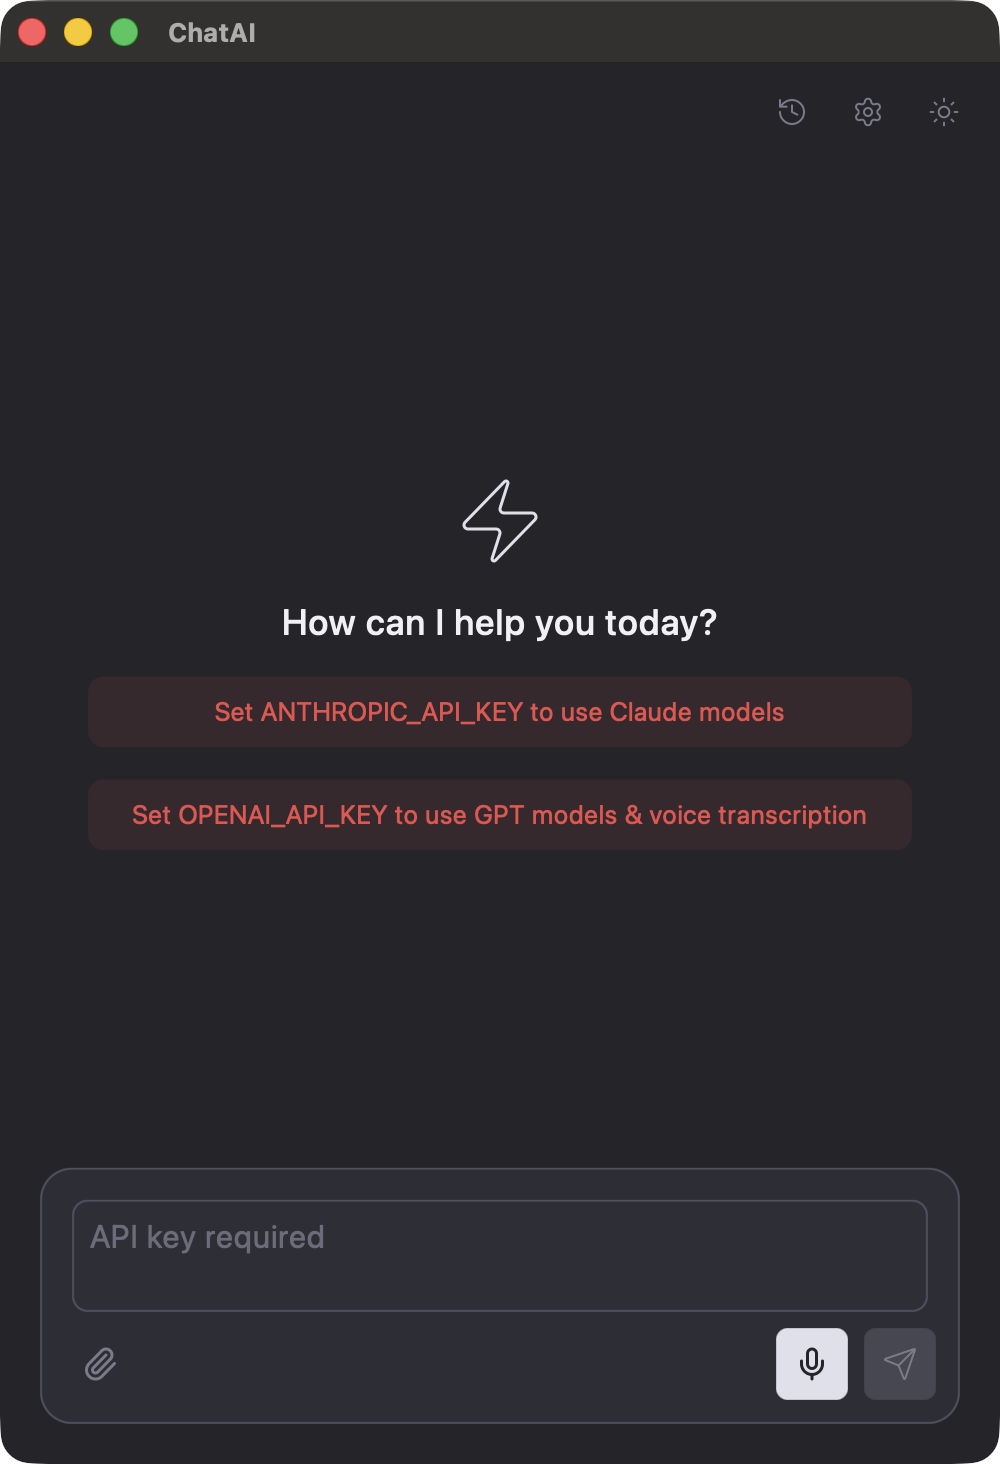 ChatAI
How can I help you today?
Set ANTHROPIC_API_KEY to use Claude models
Set OPENAI_API_KEY to use GPT models & voice transcription
API key required